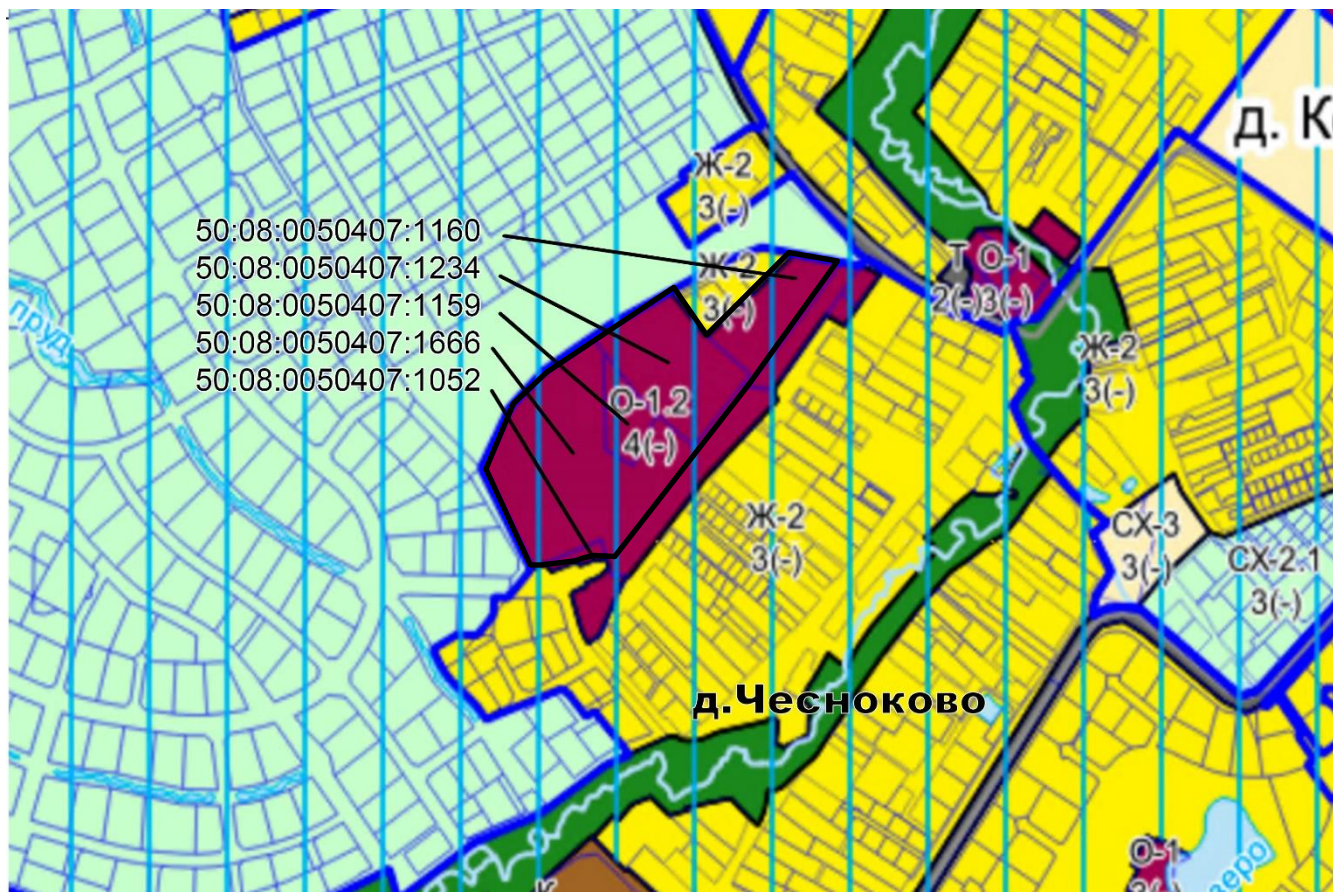 д. К
Ж-2
3(-)
50:08:0050407:1160
50:08:0050407:1234
50:08:0050407:1159
50:08:0050407:1666
50:08:0050407:1052
Ж-2
3(-)
Т О-1
2(-)3(-)
пруд
Ж-2
3(-)
О-1.2
4(-)
Ж-2
3(-)
СХ-3
3(-)
СХ-2.1
3(-)
д.Чесноково
О-1